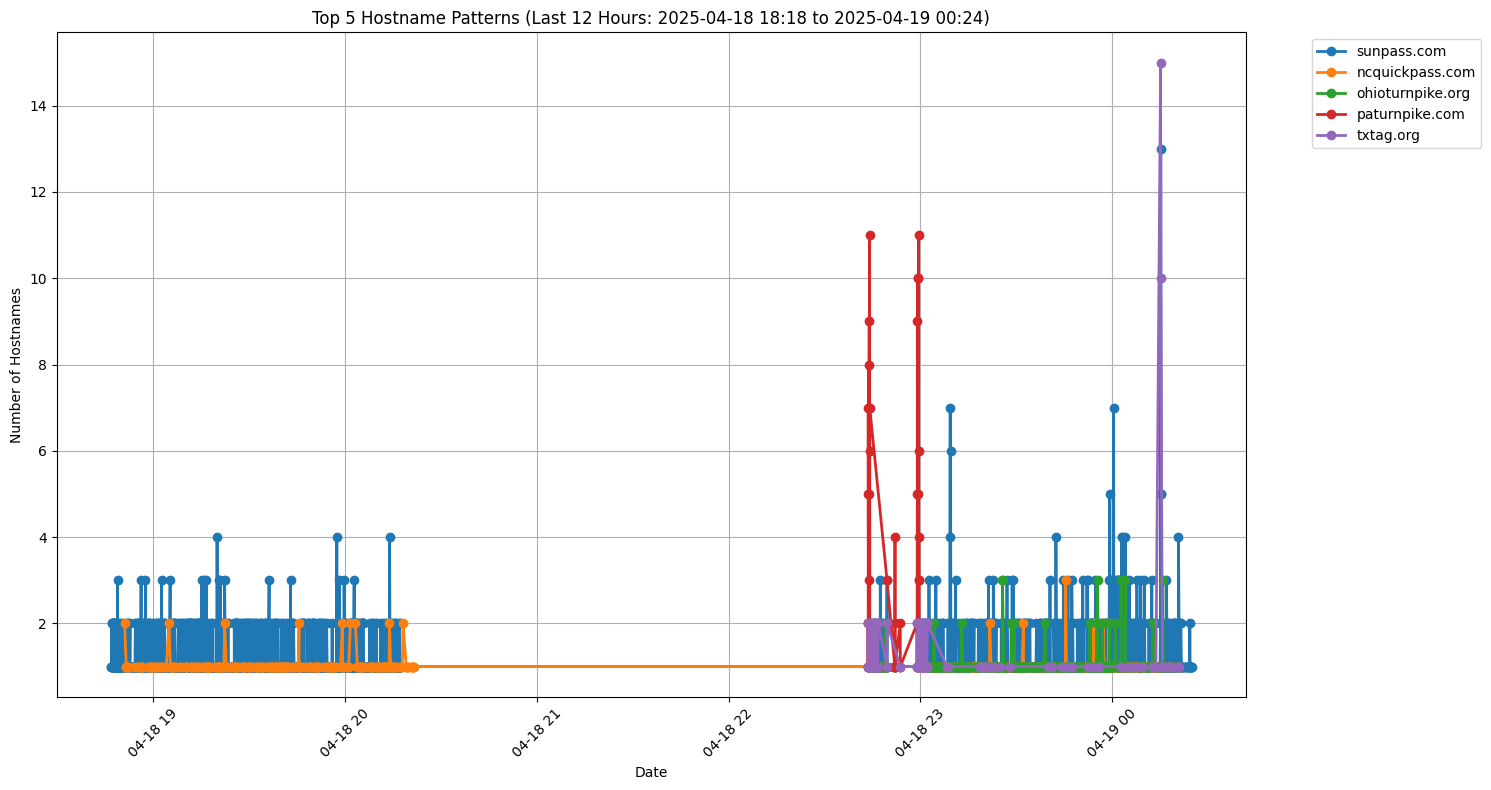 Top 5 Hostname Patterns (Last 12 Hours: 2025-04-18 18:18 to 2025-04-19 00:24)
sunpass.com
ncquickpass.com
ohioturnpike.org
paturnpike.com
txtag.org
Number of Hostnames
14
12
10
8
6
4
2
04-18 19
04-18 20
04-18 21
04-18 22
04-18 23
04-19 00
Date